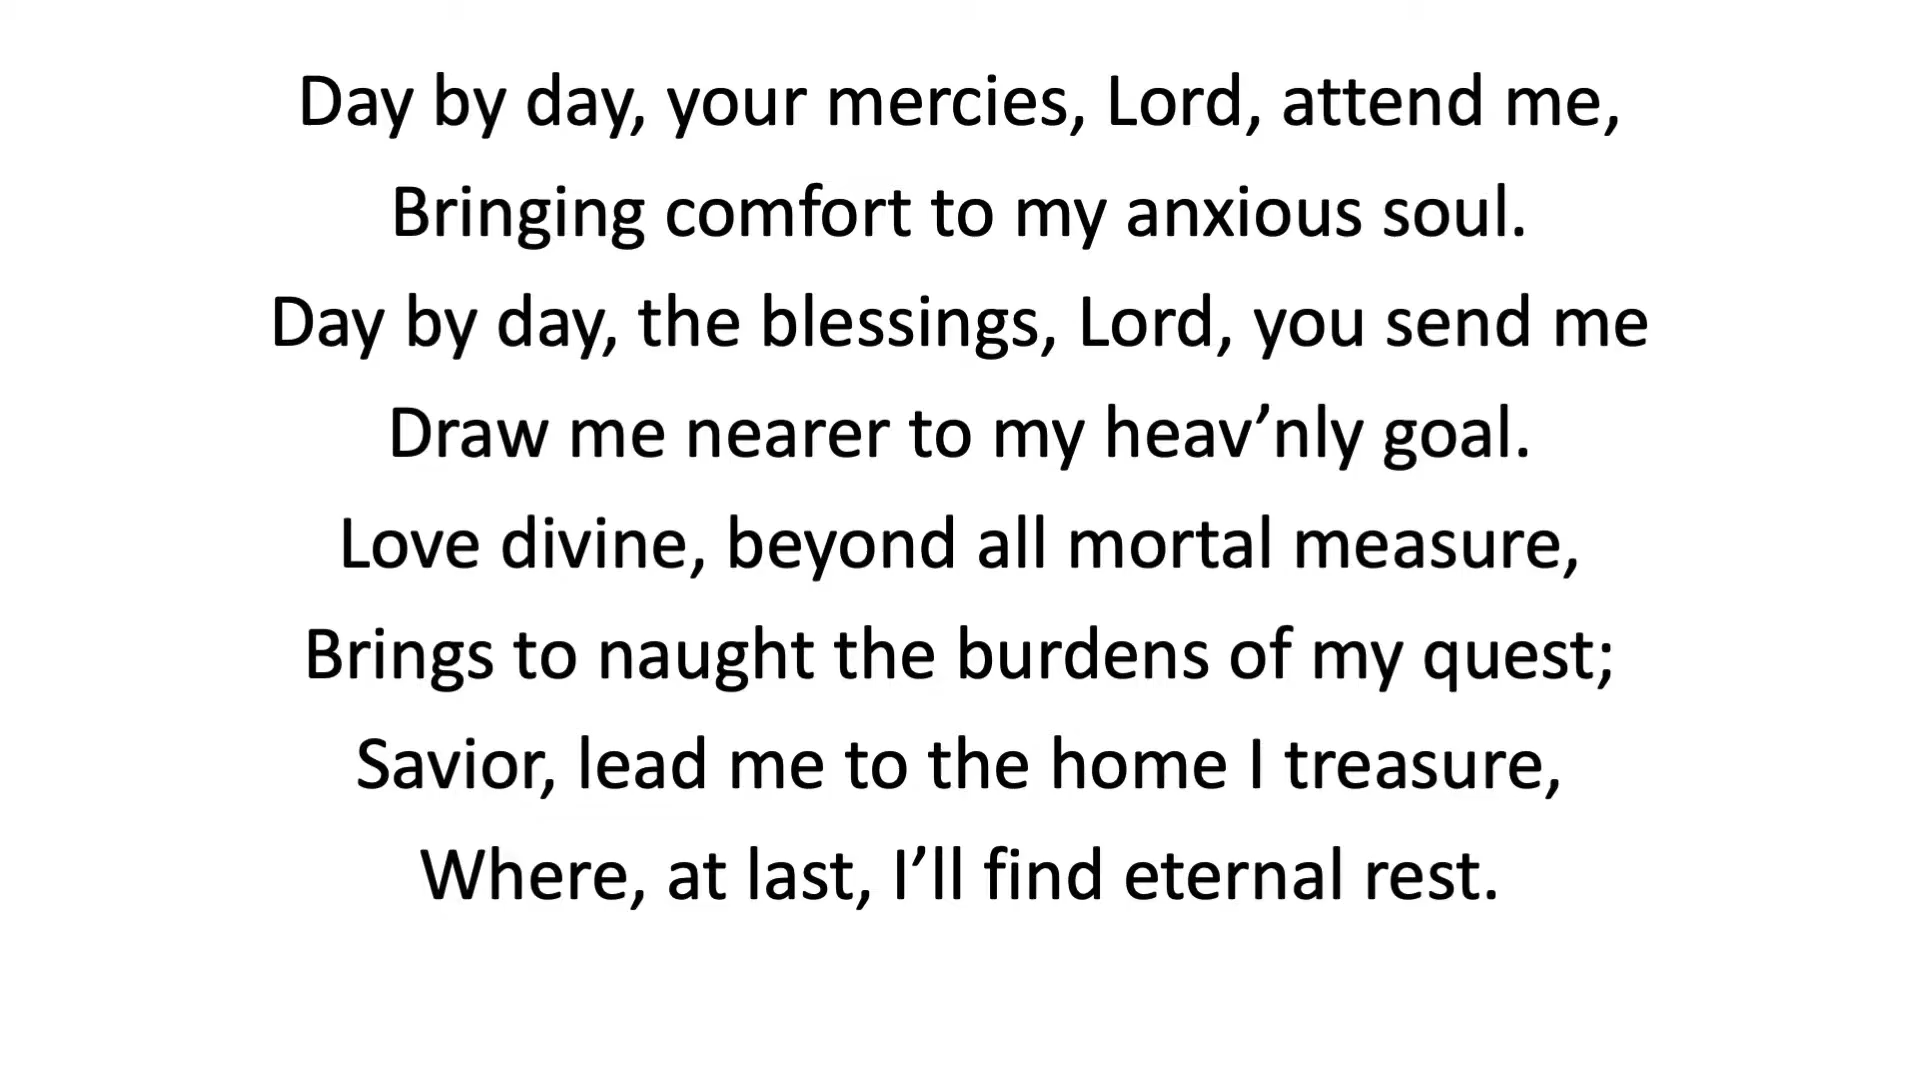 Day by day, your mercies, Lord, attend me,
Bringing comfort to my anxious soul.
Day by day, the blessings, Lord, you send me
Draw me nearer to my heav’nly goal.
Love divine, beyond all mortal measure,
Brings to naught the burdens of my quest;
Savior, lead me to the home I treasure,
Where, at last, I’ll find eternal rest.